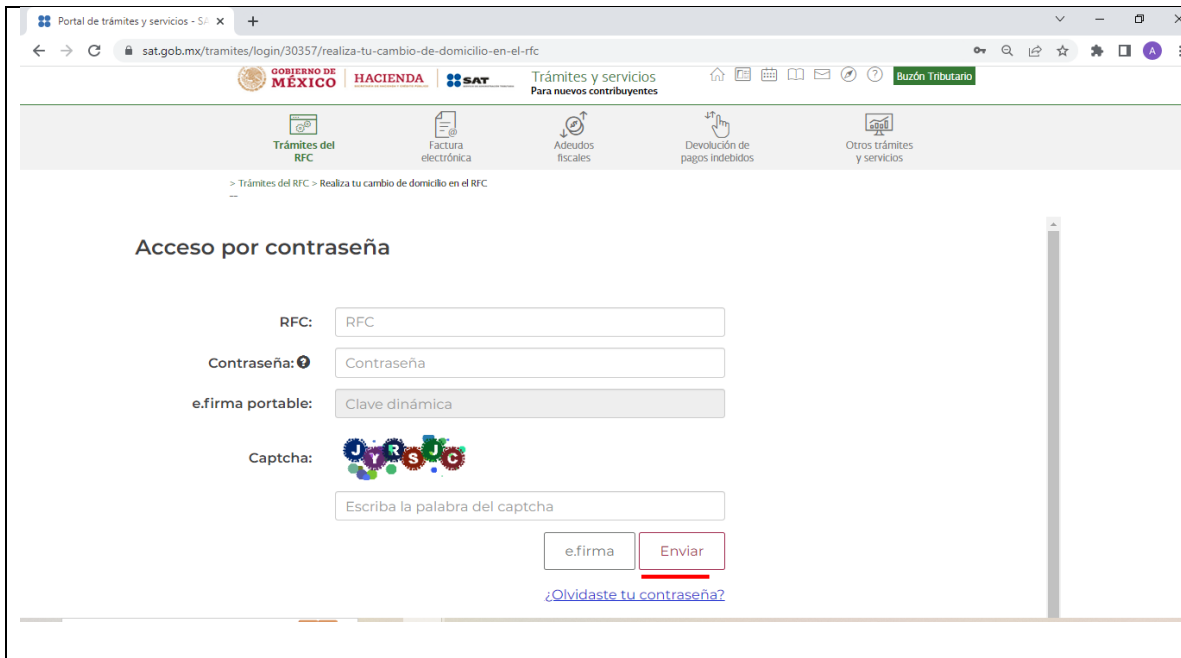 Portal de trámites y servicios - SA
sat.gob.mx/tramites/login/30357/realiza-tu-cambio-de-domicilio-en-el-rfc
A
GOBIERNO DE
MÉXICO
HACIENDA
SAT
Trámites y servicios
Para nuevos contribuyentes
Buzón Tributario
Trámites del
RFC
Factura
electrónica
Adeudos
fiscales
Devolución de
pagos indebidos
Otros trámites
y servicios
> Trámites del RFC > Realiza tu cambio de domicilio en el RFC
Acceso por contraseña
RFC: RFC
Contraseña: Contraseña
e.firma portable: Clave dinámica
Captcha: JYRSJC
Escriba la palabra del captcha
e.firma Enviar
¿Olvidaste tu contraseña?